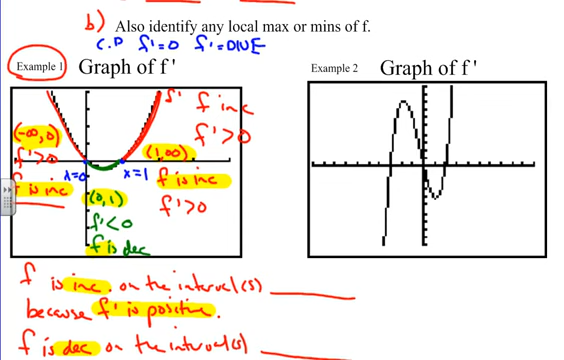 b) Also identify any local max or mins of f.
C.P f'=0 f'=DNE
Example 1 Graph of f'
f'
f inc
f'>0
(-∞,0)
f'>0
f is inc
x=0
x=1
(0,1)
f'<0
f is dec
(1,∞)
f is inc
f'>0
Example 2 Graph of f'
f is inc. on the interval(s)
because f' is positive.
f is dec on the interval(s)